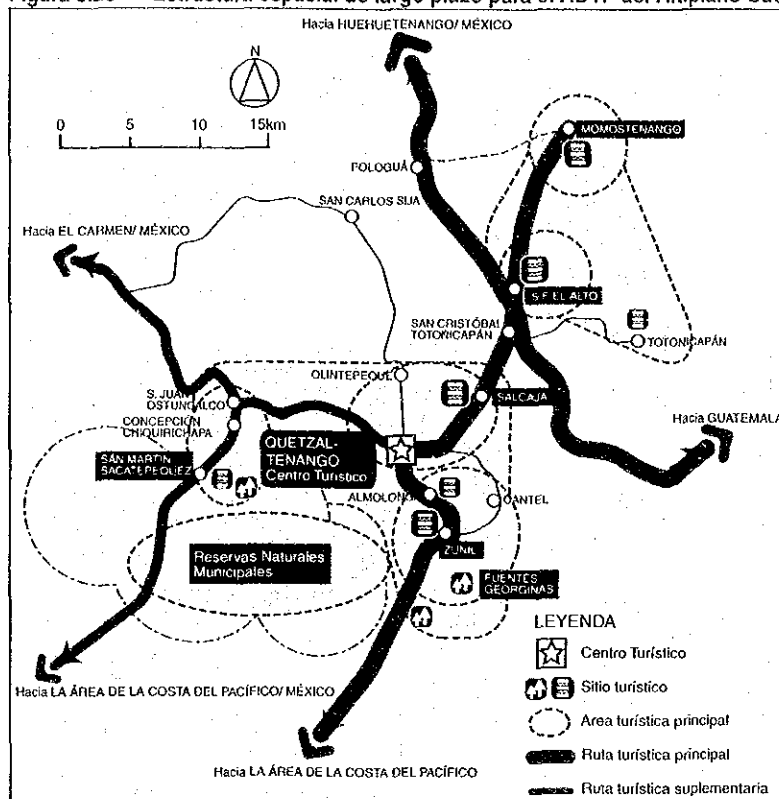 Hacia HUEHUETENANGO/ MÉXICO
N
0 5 10 15km
MOMOSTENANGO
POLOGUÁ
SAN CARLOS SIJA
Hacia EL CARMEN/ MÉXICO
S.F. EL ALTO
SAN CRISTÓBAL
TOTONICAPÁN
TOTONICAPÁN
OLINTEPEQUE
S. JUAN
OSTUNCALCO
SALCAJA
CONCEPCIÓN
CHIQUIRICHAPA
Hacia GUATEMALA
QUETZAL-
TENANGO
Centro Turístico
SAN MARTÍN
SACATEPEQUEZ
ALMOLONGA
CANTEL
ZUNIL
Reservas Naturales
Municipales
FUENTES
GEORGINAS
LEYENDA
Centro Turístico
Sitio turístico
Area turística principal
Ruta turística principal
Ruta turística suplementaria
Hacia LA ÁREA DE LA COSTA DEL PACÍFICO/ MÉXICO
Hacia LA ÁREA DE LA COSTA DEL PACÍFICO